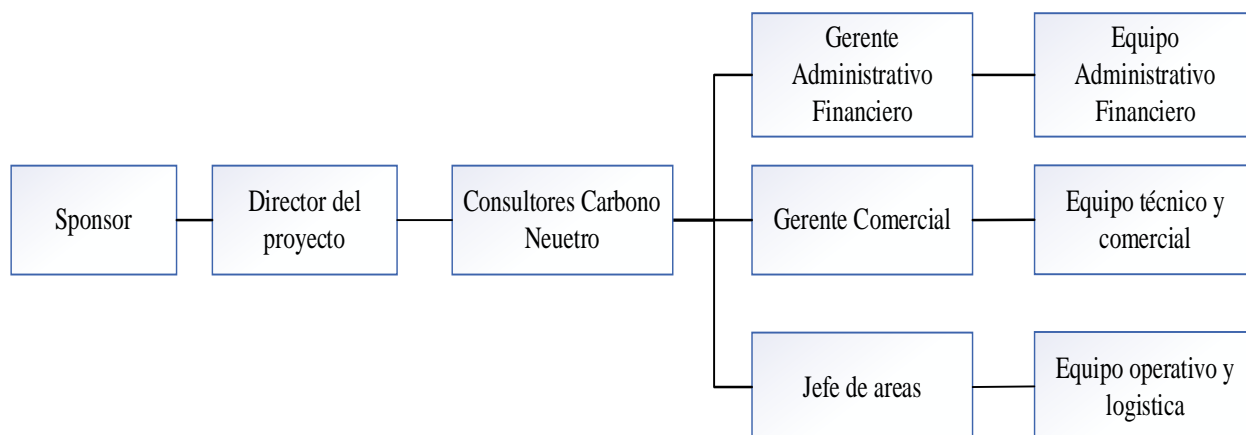 Gerente
Administrativo
Financiero
Equipo
Administrativo
Financiero
Sponsor
Director del
proyecto
Consultores Carbono
Neuetro
Gerente Comercial
Equipo técnico y
comercial
Jefe de areas
Equipo operativo y
logistica